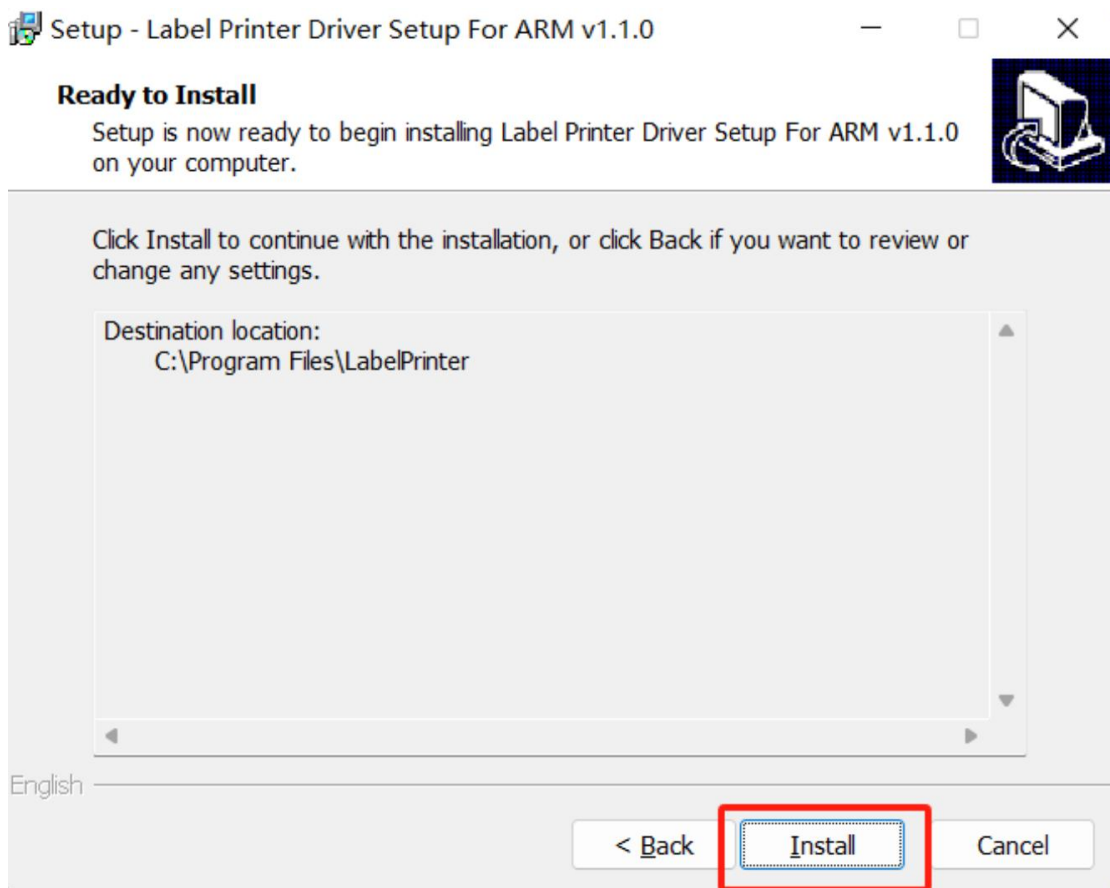 Setup - Label Printer Driver Setup For ARM v1.1.0
Ready to Install
Setup is now ready to begin installing Label Printer Driver Setup For ARM v1.1.0
on your computer.
Click Install to continue with the installation, or click Back if you want to review or
change any settings.
Destination location:
C:\Program Files\LabelPrinter
English
< Back
Install
Cancel